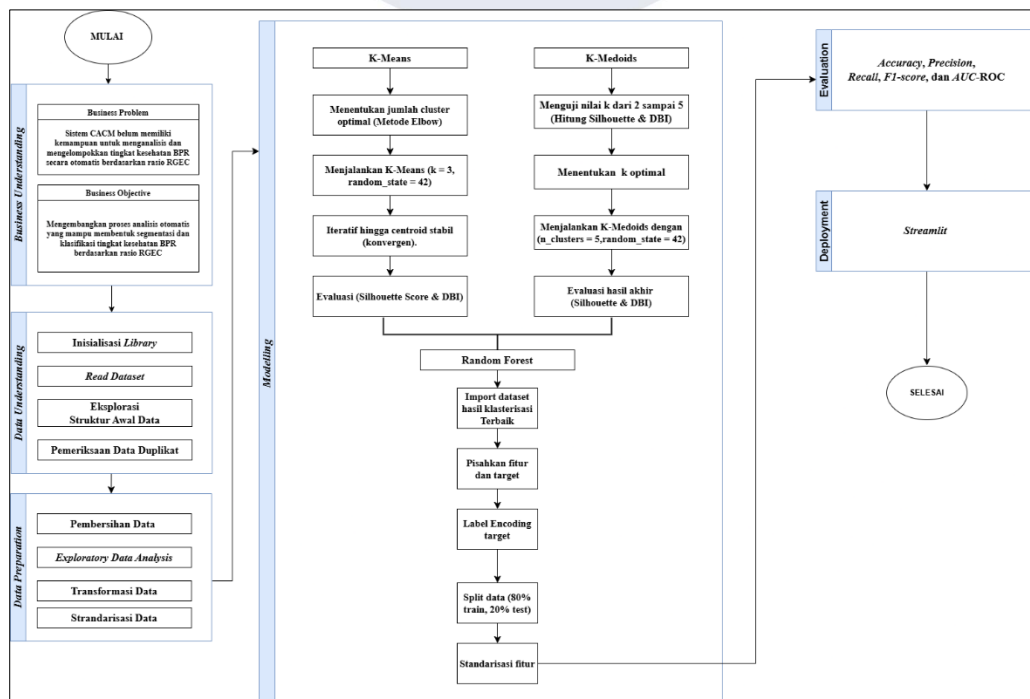 MULAI
Business Understanding
Business Problem
Sistem CACM belum memiliki
kemampuan untuk menganalisis dan
mengelompokkan tingkat kesehatan BPR
secara otomatis berdasarkan rasio RGEC
Business Objective
Mengembangkan proses analisis otomatis
yang mampu membentuk segmentasi dan
klasifikasi tingkat kesehatan BPR
berdasarkan rasio RGEC
Data Understanding
Inisialisasi Library
Read Dataset
Eksplorasi
Struktur Awal Data
Pemeriksaan Data Duplikat
Data Preparation
Pembersihan Data
Exploratory Data Analysis
Transformasi Data
Strandarisasi Data
Modelling
K-Means
Menentukan jumlah cluster
optimal (Metode Elbow)
Menjalankan K-Means (k = 3,
random_state = 42)
Iteratif hingga centroid stabil
(konvergen).
Evaluasi (Silhouette Score & DBI)
K-Medoids
Menguji nilai k dari 2 sampai 5
(Hitung Silhouette & DBI)
Menentukan k optimal
Menjalankan K-Medoids dengan
(n_clusters = 5,random_state = 42)
Evaluasi hasil akhir
(Silhouette & DBI)
Random Forest
Import dataset
hasil klasterisasi
Terbaik
Pisahkan fitur
dan target
Label Encoding
target
Split data (80%
train, 20% test)
Standarisasi fitur
Evaluation
Accuracy, Precision,
Recall, F1-score, dan AUC-ROC
Deployment
Streamlit
SELESAI